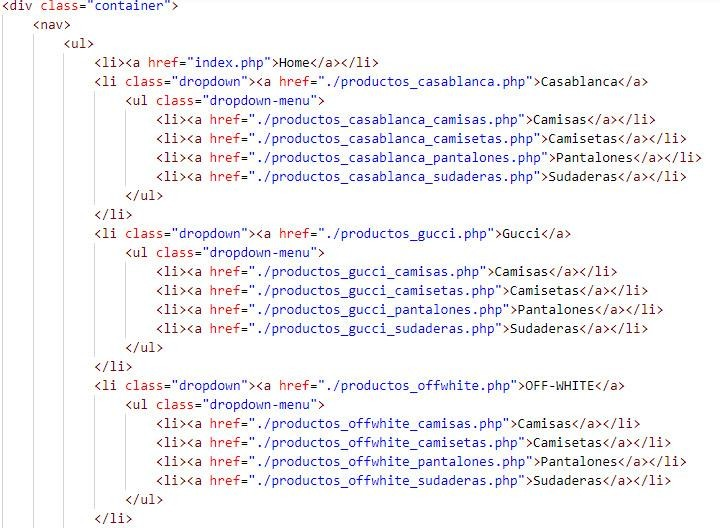 <div class="container">
<nav>
<ul>
<li><a href="index.php">Home</a></li>
<li class="dropdown"><a href="./productos_casablanca.php">Casablanca</a>
<ul class="dropdown-menu">
<li><a href="./productos_casablanca_camisas.php">Camisas</a></li>
<li><a href="./productos_casablanca_camisetas.php">Camisetas</a></li>
<li><a href="./productos_casablanca_pantalones.php">Pantalones</a></li>
<li><a href="./productos_casablanca_sudaderas.php">Sudaderas</a></li>
</ul>
</li>
<li class="dropdown"><a href="./productos_gucci.php">Gucci</a>
<ul class="dropdown-menu">
<li><a href="./productos_gucci_camisas.php">Camisas</a></li>
<li><a href="./productos_gucci_camisetas.php">Camisetas</a></li>
<li><a href="./productos_gucci_pantalones.php">Pantalones</a></li>
<li><a href="./productos_gucci_sudaderas.php">Sudaderas</a></li>
</ul>
</li>
<li class="dropdown"><a href="./productos_offwhite.php">OFF-WHITE</a>
<ul class="dropdown-menu">
<li><a href="./productos_offwhite_camisas.php">Camisas</a></li>
<li><a href="./productos_offwhite_camisetas.php">Camisetas</a></li>
<li><a href="./productos_offwhite_pantalones.php">Pantalones</a></li>
<li><a href="./productos_offwhite_sudaderas.php">Sudaderas</a></li>
</ul>
</li>